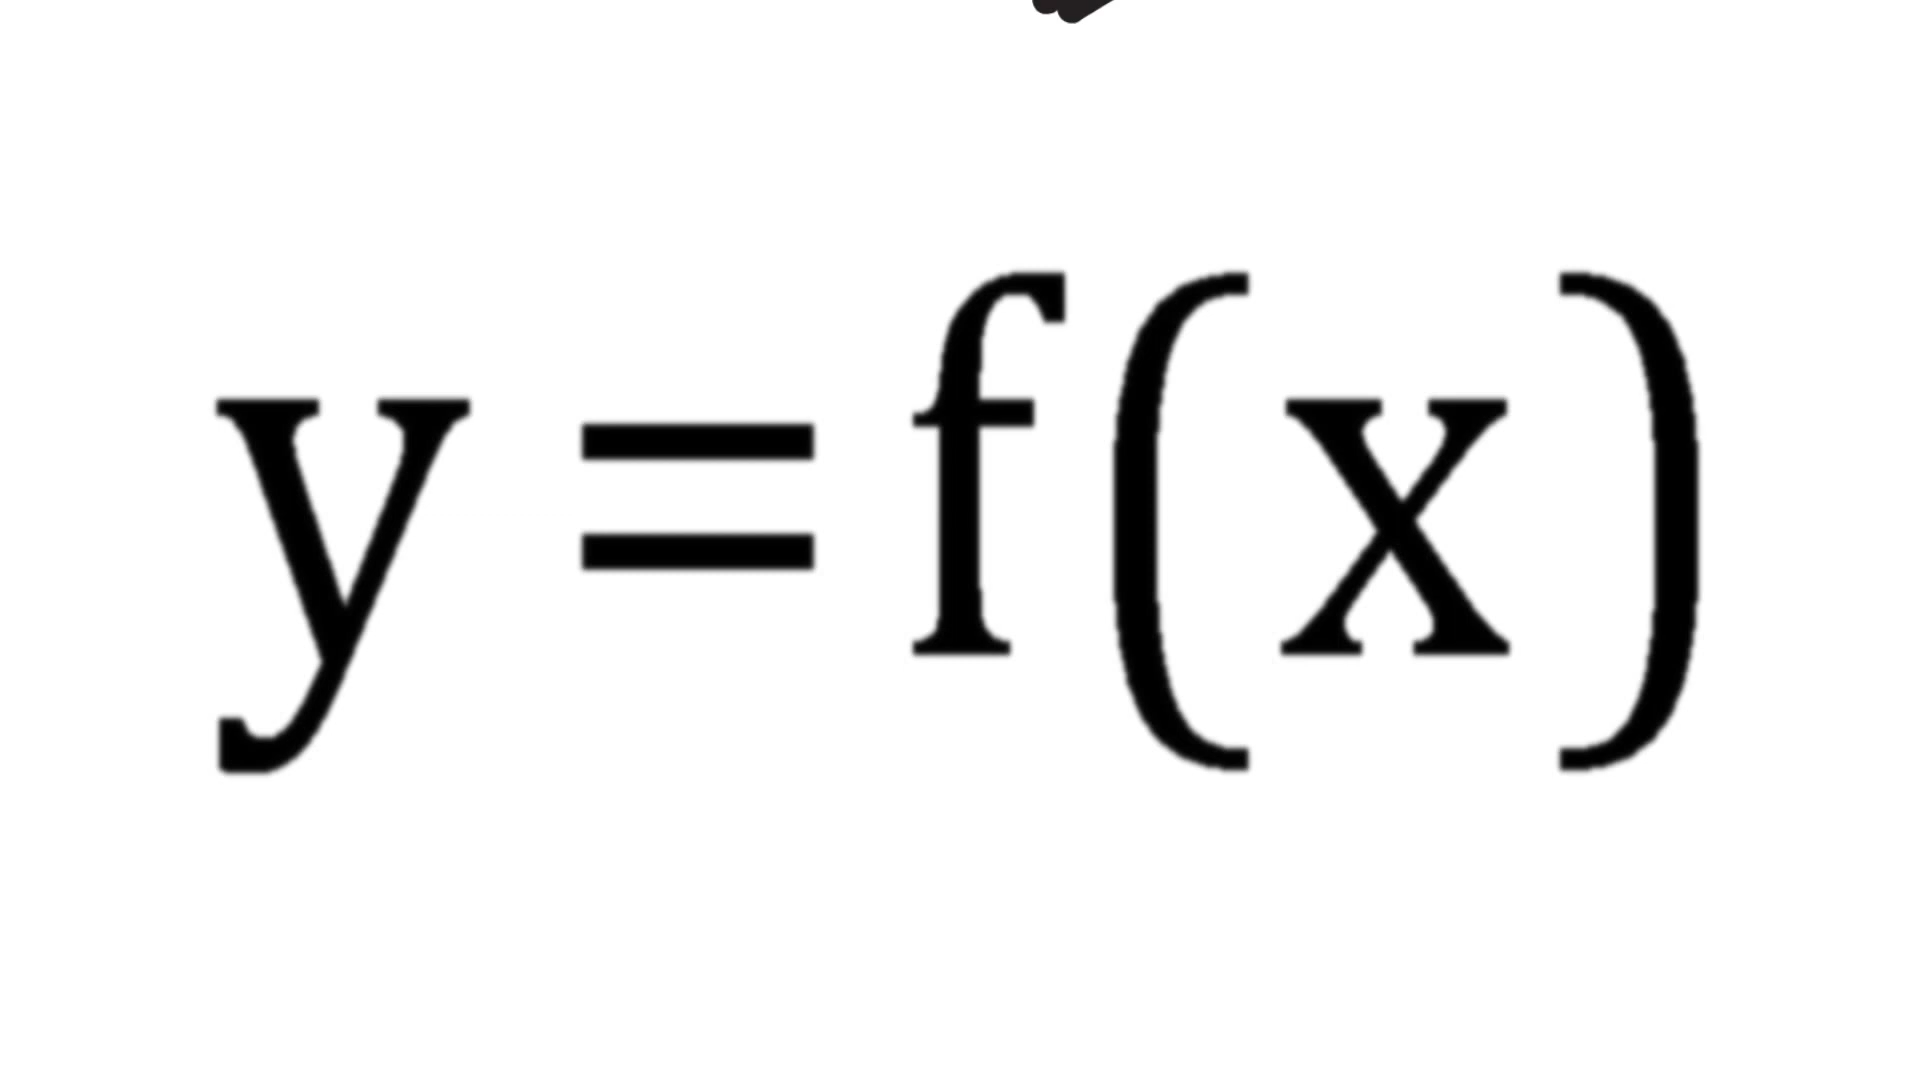 y = f(x)